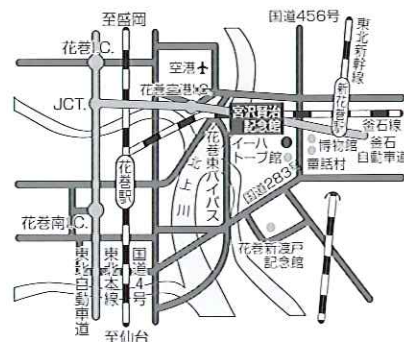 至盛岡
国道456号
花巻I.C.
空港
東北新幹線
花巻空港I.C.
新花巻駅
JCT.
宮沢賢治
記念館
釜石線
イーハ
トーブ館
博物館
釜石
自動車道
童話村
花巻駅
北上川
花巻東バイパス
国道283号
花巻南I.C.
花巻新渡戸
記念館
東北自動車道
東北本線
国道4号
至仙台